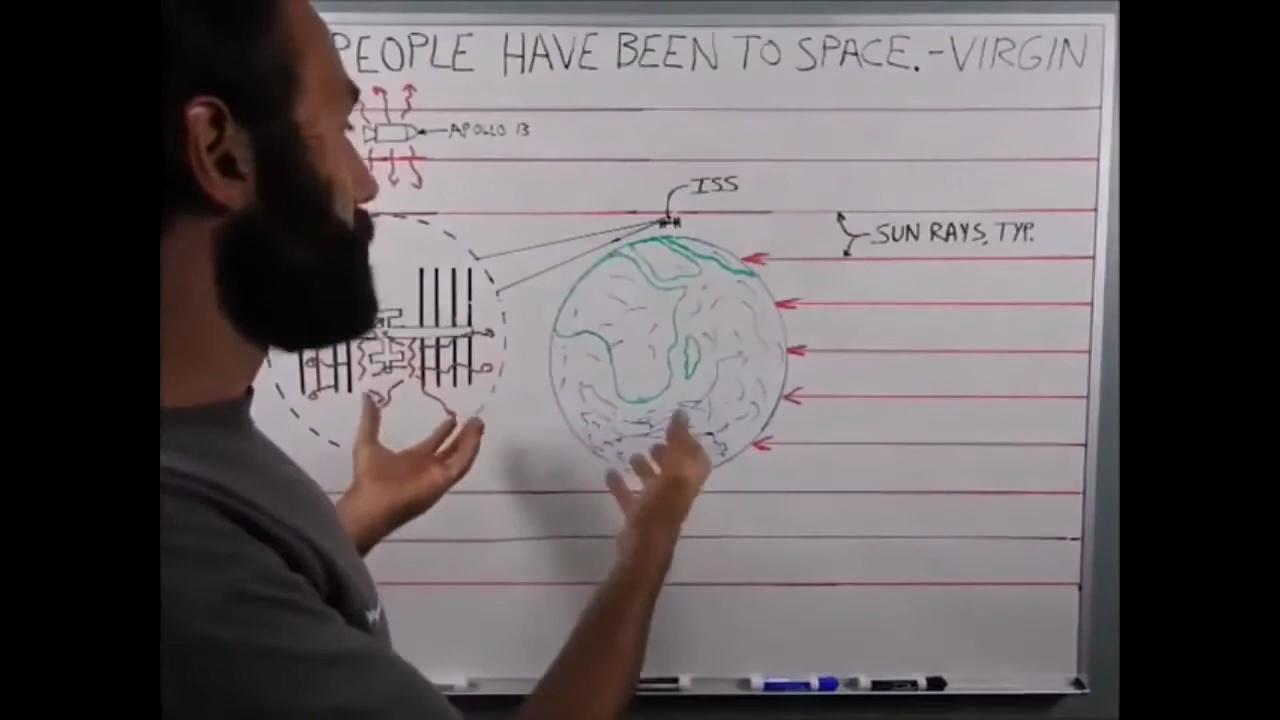 PEOPLE HAVE BEEN TO SPACE.-VIRGIN
APOLLO 13
ISS
SUN RAYS, TYP.